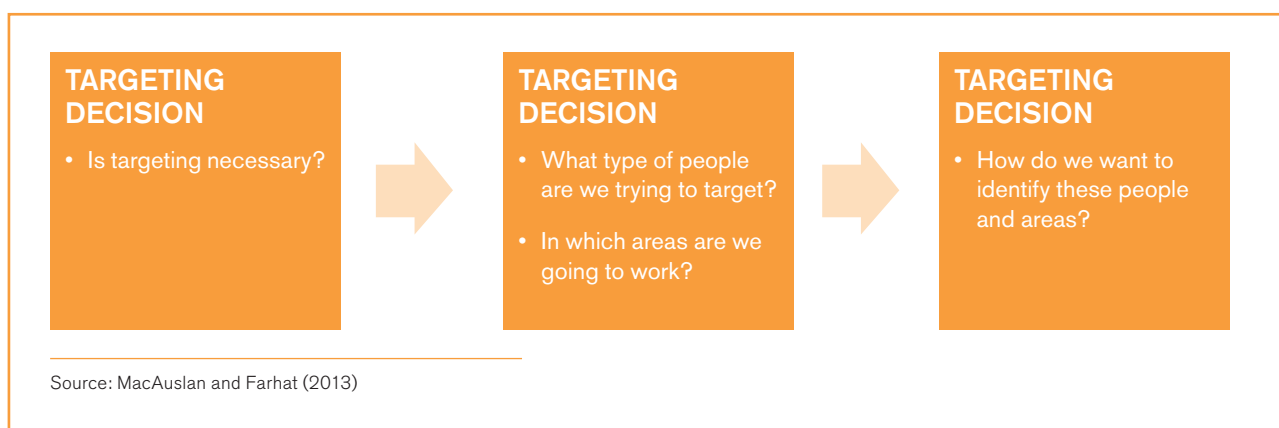 TARGETING
DECISION
• Is targeting necessary?
TARGETING
DECISION
• What type of people
are we trying to target?
• In which areas are we
going to work?
TARGETING
DECISION
• How do we want to
identify these people
and areas?
Source: MacAuslan and Farhat (2013)